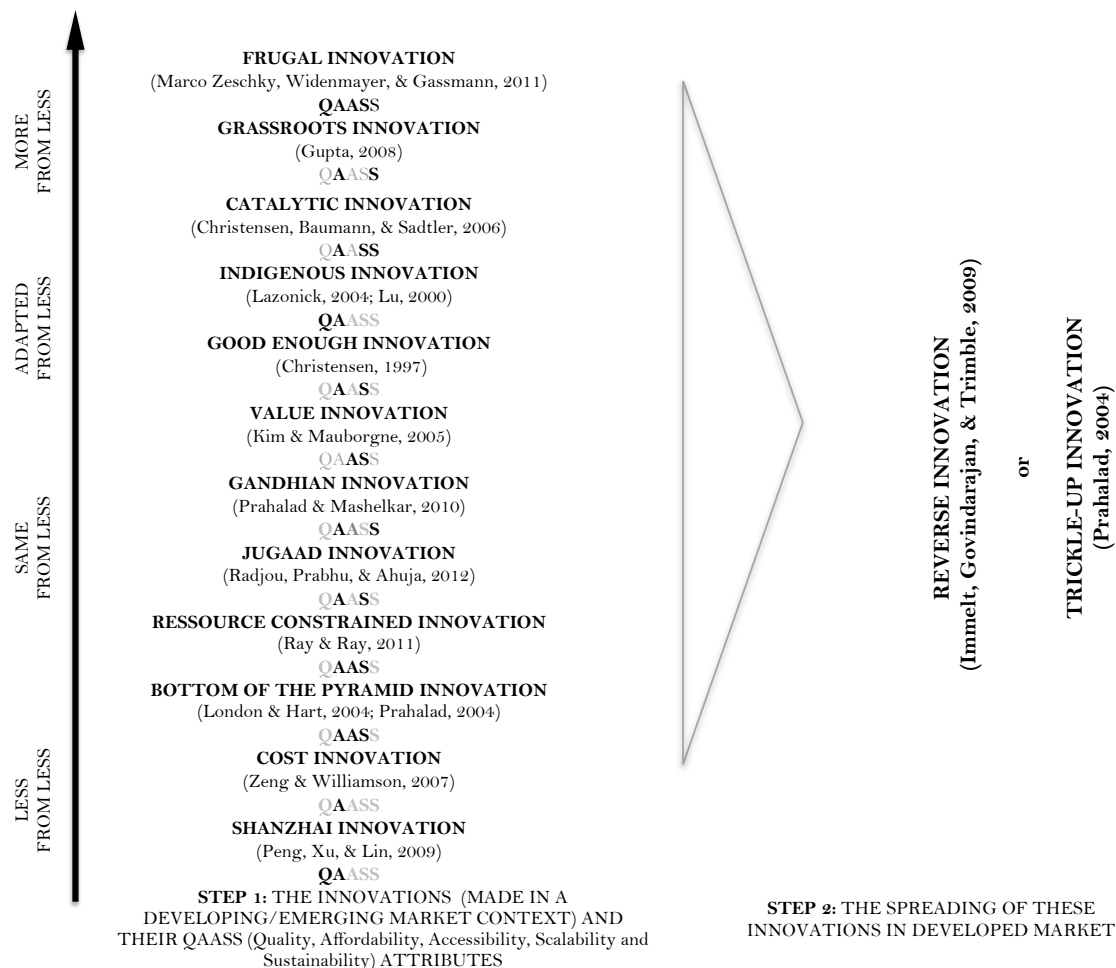 MORE
FROM LESS
ADAPTED
FROM LESS
SAME
FROM LESS
LESS
FROM LESS
FRUGAL INNOVATION
(Marco Zeschky, Widenmayer, & Gassmann, 2011)
QAASS
GRASSROOTS INNOVATION
(Gupta, 2008)
QAASS
CATALYTIC INNOVATION
(Christensen, Baumann, & Sadtler, 2006)
QAASS
INDIGENOUS INNOVATION
(Lazonick, 2004; Lu, 2000)
QAASS
GOOD ENOUGH INNOVATION
(Christensen, 1997)
QAASS
VALUE INNOVATION
(Kim & Mauborgne, 2005)
QAASS
GANDHIAN INNOVATION
(Prahalad & Mashelkar, 2010)
QAASS
JUGAAD INNOVATION
(Radjou, Prabhu, & Ahuja, 2012)
QAASS
RESSOURCE CONSTRAINED INNOVATION
(Ray & Ray, 2011)
QAASS
BOTTOM OF THE PYRAMID INNOVATION
(London & Hart, 2004; Prahalad, 2004)
QAASS
COST INNOVATION
(Zeng & Williamson, 2007)
QAASS
SHANZHAI INNOVATION
(Peng, Xu, & Lin, 2009)
QAASS
STEP 1: THE INNOVATIONS (MADE IN A
DEVELOPING/EMERGING MARKET CONTEXT) AND
THEIR QAASS (Quality, Affordability, Accessibility, Scalability and
Sustainability) ATTRIBUTES
REVERSE INNOVATION
(Immelt, Govindarajan, & Trimble, 2009)
or
TRICKLE-UP INNOVATION
(Prahalad, 2004)
STEP 2: THE SPREADING OF THESE
INNOVATIONS IN DEVELOPED MARKET